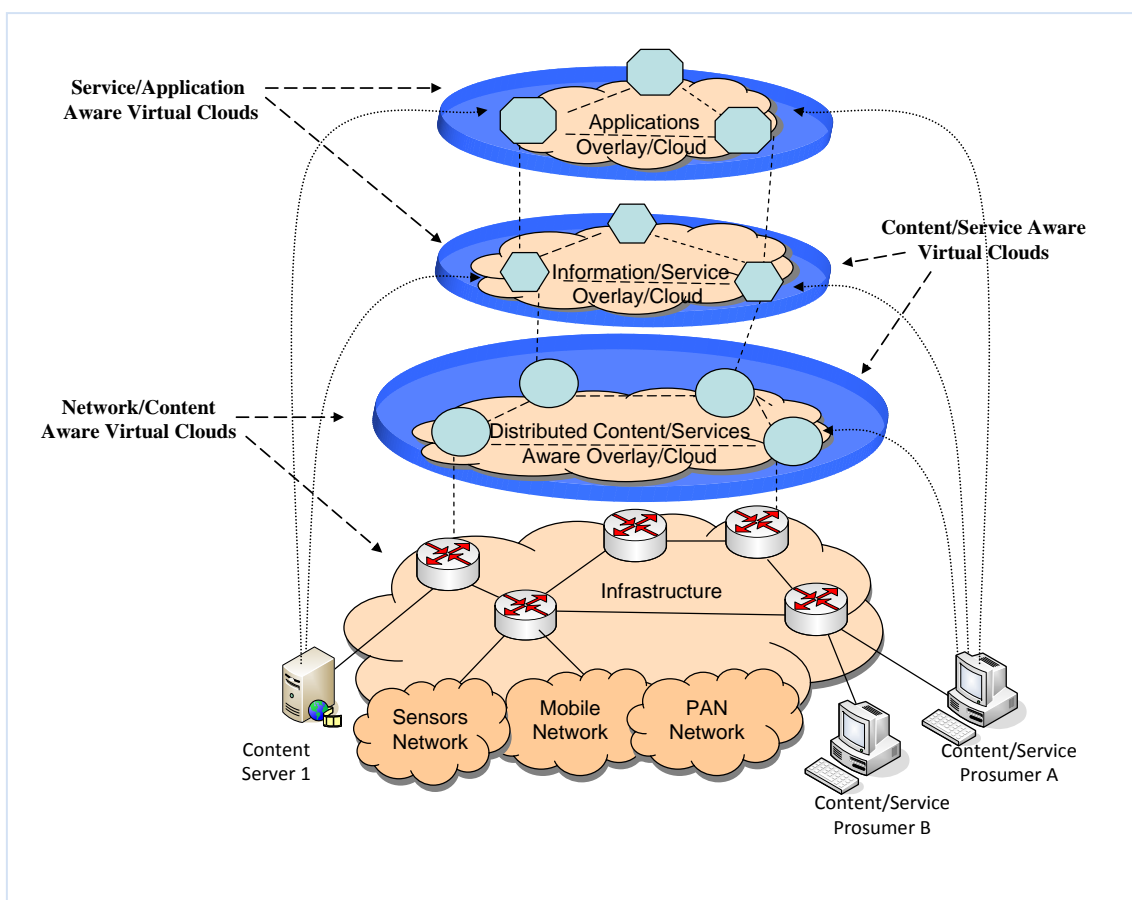 Service/Application
Aware Virtual Clouds
Applications
Overlay/Cloud
Content/Service Aware
Virtual Clouds
Information/Service
Overlay/Cloud
Network/Content
Aware Virtual Clouds
Distributed Content/Services
Aware Overlay/Cloud
Infrastructure
Sensors
Network
Mobile
Network
PAN
Network
Content
Server 1
Content/Service
Prosumer A
Content/Service
Prosumer B